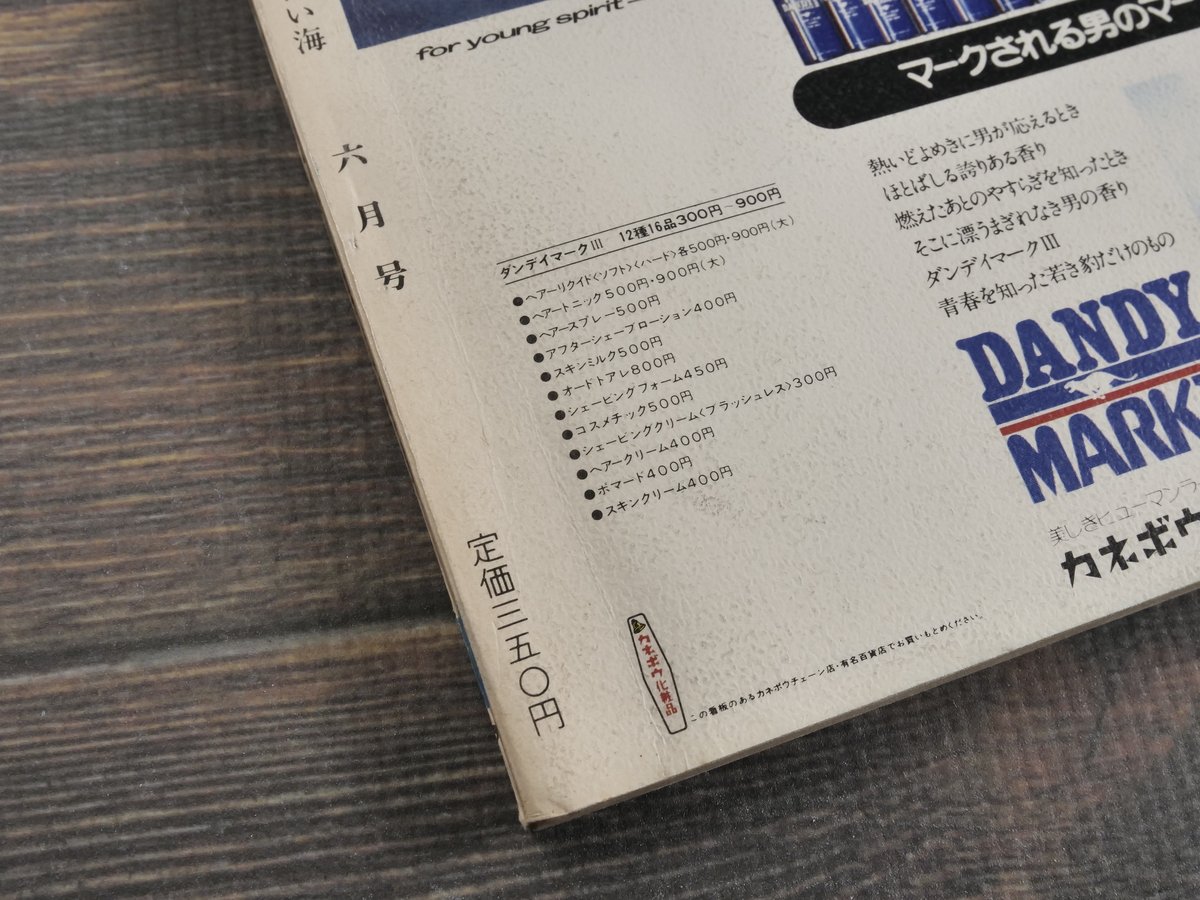 い海
六月号
定価三五〇円
for young spirit
マークされる男のマー
熱いどよめきに男が応えるとき
ほとばしる誇りある香り
燃えたあとのやすらぎを知ったとき
そこに漂うまぎれなき男の香り
ダンデイマークIII
青春を知った若き豹だけのもの
DANDY
MARK
美しきヒューマンラ
カネボウ
ダンデイマークIII 12種16品300円-900円
●ヘアーリクイド〈ソフト〉〈ハード〉各500円・900円(大)
●ヘアートニック500円・900円(大)
●ヘアースプレー500円
●アフターシェーブローション400円
●スキンミルク500円
●オードトアレ800円
●シェービングフォーム450円
●コスメチック500円
●シェービングクリーム〈ブラッシュレス〉300円
●ヘアークリーム400円
●ポマード400円
●スキンクリーム400円
カネボウ化粧品
この看板のあるカネボウチェーン店・有名百貨店でお買いもとめください。